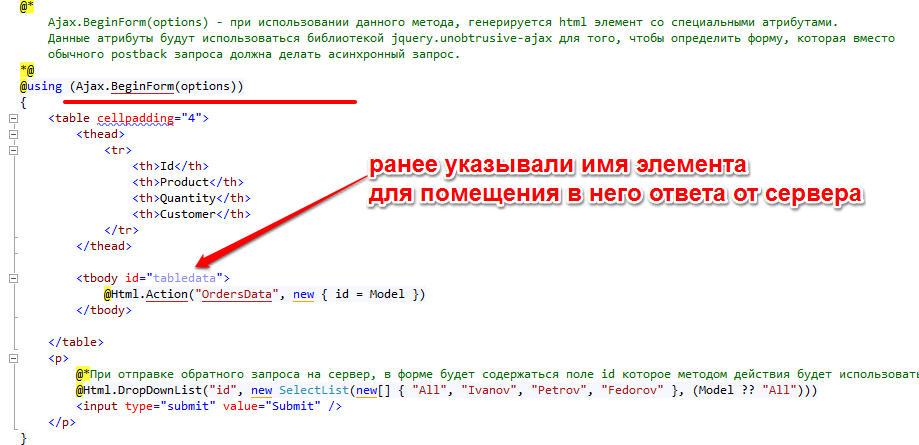 @*
Ajax.BeginForm(options) - при использовании данного метода, генерируется html элемент со специальными атрибутами.
Данные атрибуты будут использоваться библиотекой jquery.unobtrusive-ajax для того, чтобы определить форму, которая вместо
обычного postback запроса должна делать асинхронный запрос.
*@
@using (Ajax.BeginForm(options))
{
<table cellpadding="4">
<thead>
<tr>
<th>Id</th>
<th>Product</th>
<th>Quantity</th>
<th>Customer</th>
</tr>
</thead>
ранее указывали имя элемента
для помещения в него ответа от сервера
<tbody id="tabledata">
@Html.Action("OrdersData", new { id = Model })
</tbody>
</table>
<p>
@*При отправке обратного запроса на сервер, в форме будет содержаться поле id которое методом действия будет использоват
@Html.DropDownList("id", new SelectList(new[] { "All", "Ivanov", "Petrov", "Fedorov" }, (Model ?? "All")))
<input type="submit" value="Submit" />
</p>
}